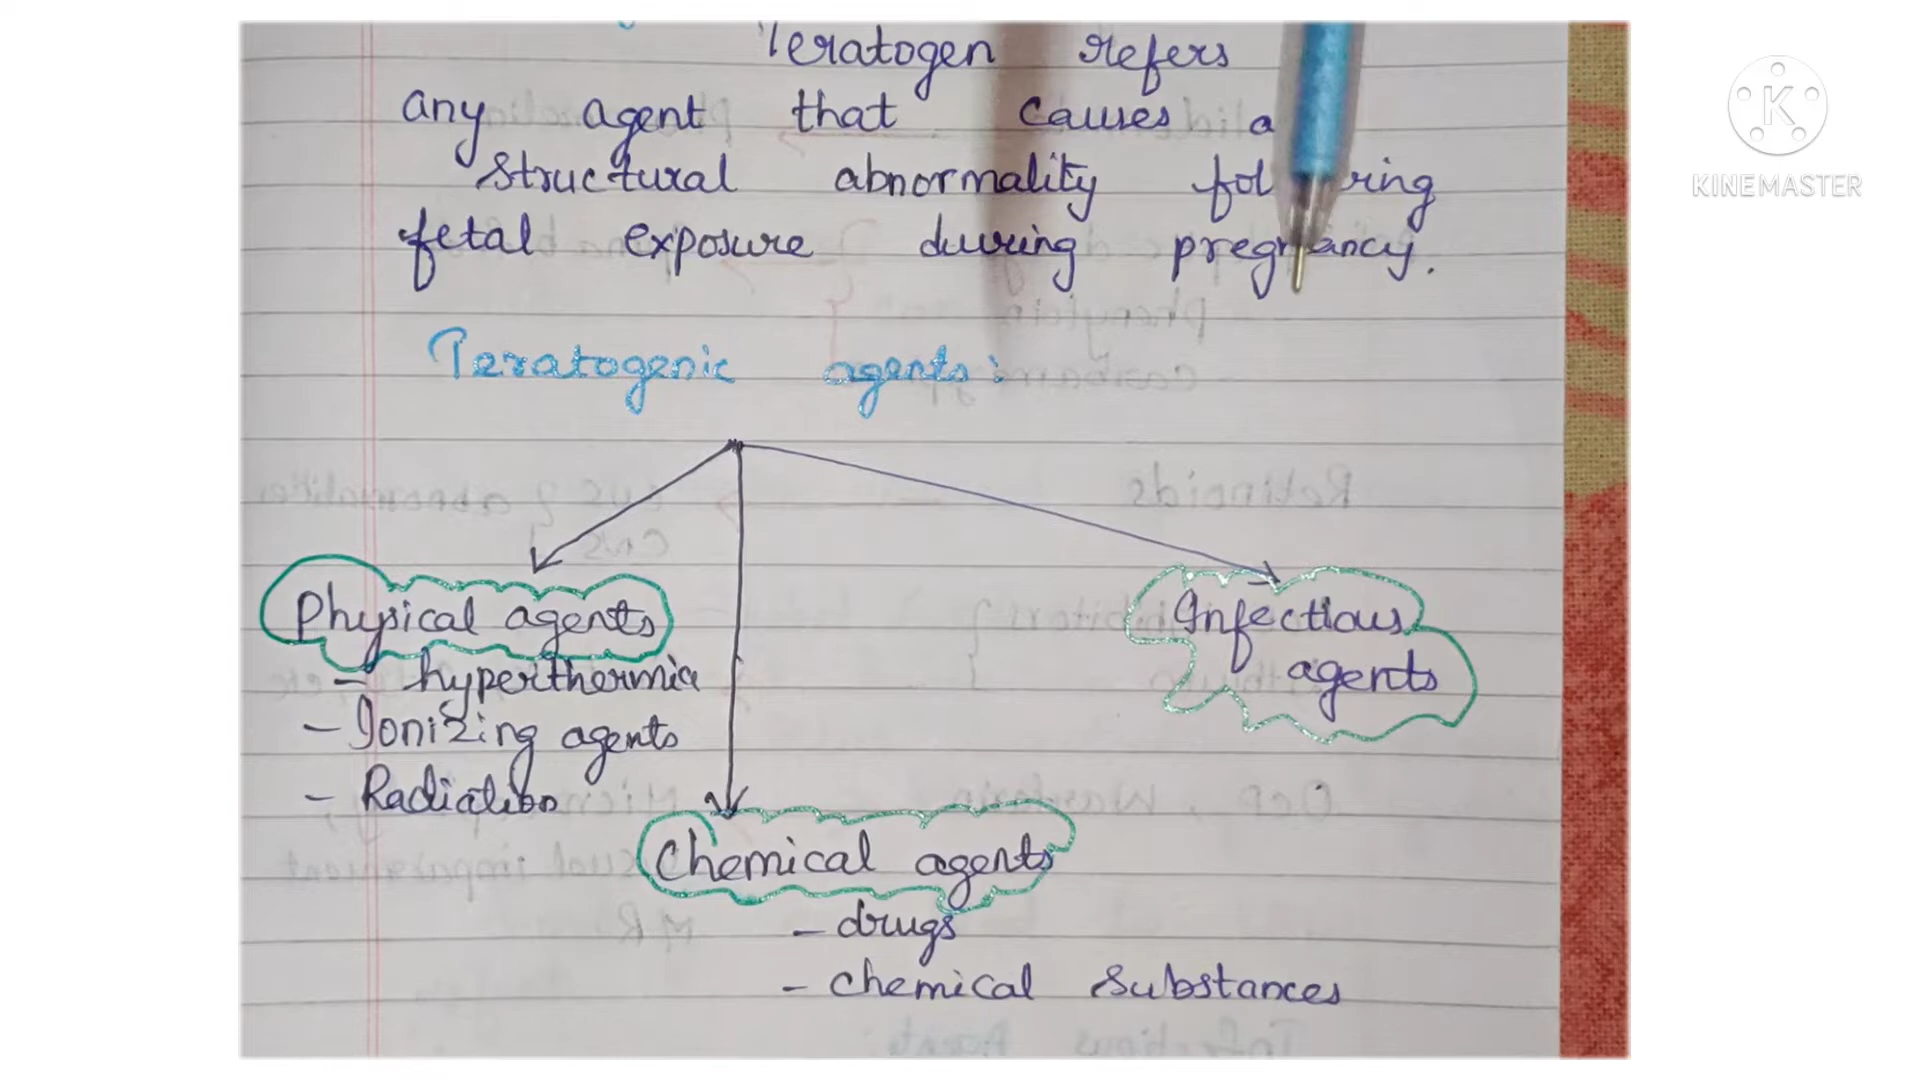 Teratogen refers
any agent that causes a
structural abnormality following
fetal exposure during pregnancy.
Teratogenic agents:
Physical agents
- hyperthermia
- Ionizing agents
- Radiation
Infectious
agents
Chemical agents
- drugs
- chemical substances
KINEMASTER